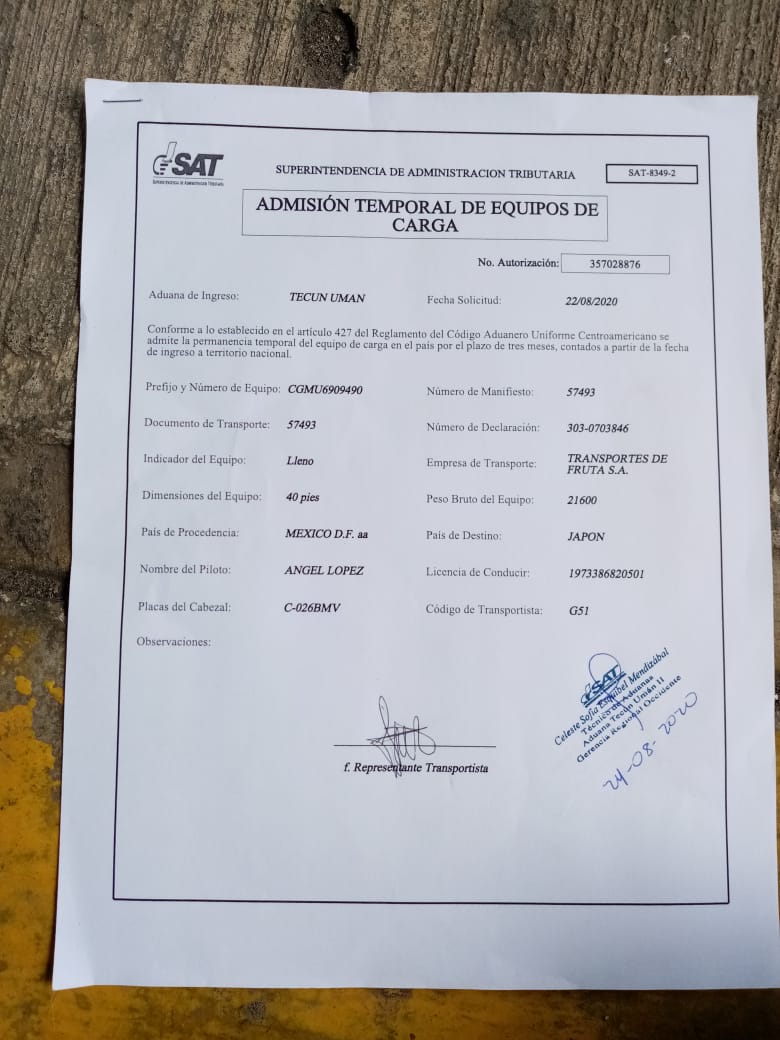 SAT
SUPERINTENDENCIA DE ADMINISTRACION TRIBUTARIA
SUPERINTENDENCIA DE ADMINISTRACION TRIBUTARIA
SAT-8349-2
ADMISIÓN TEMPORAL DE EQUIPOS DE
CARGA
No. Autorización: 357028876
Aduana de Ingreso: TECUN UMAN Fecha Solicitud: 22/08/2020
Conforme a lo establecido en el artículo 427 del Reglamento del Código Aduanero Uniforme Centroamericano se
admite la permanencia temporal del equipo de carga en el país por el plazo de tres meses, contados a partir de la fecha
de ingreso a territorio nacional.
Prefijo y Número de Equipo: CGMU6909490 Número de Manifiesto: 57493
Documento de Transporte: 57493 Número de Declaración: 303-0703846
Indicador del Equipo: Lleno Empresa de Transporte: TRANSPORTES DE
FRUTA S.A.
Dimensiones del Equipo: 40 pies Peso Bruto del Equipo: 21600
País de Procedencia: MEXICO D.F. aa País de Destino: JAPON
Nombre del Piloto: ANGEL LOPEZ Licencia de Conducir: 1973386820501
Placas del Cabezal: C-026BMV Código de Transportista: G51
Observaciones:
f. Representante Transportista
SAT
Celeste Sofía Esquibel Mendizábal
Técnico de Aduanas
Aduana Tecún Umán II
Gerencia Regional Occidente
24-08-2020